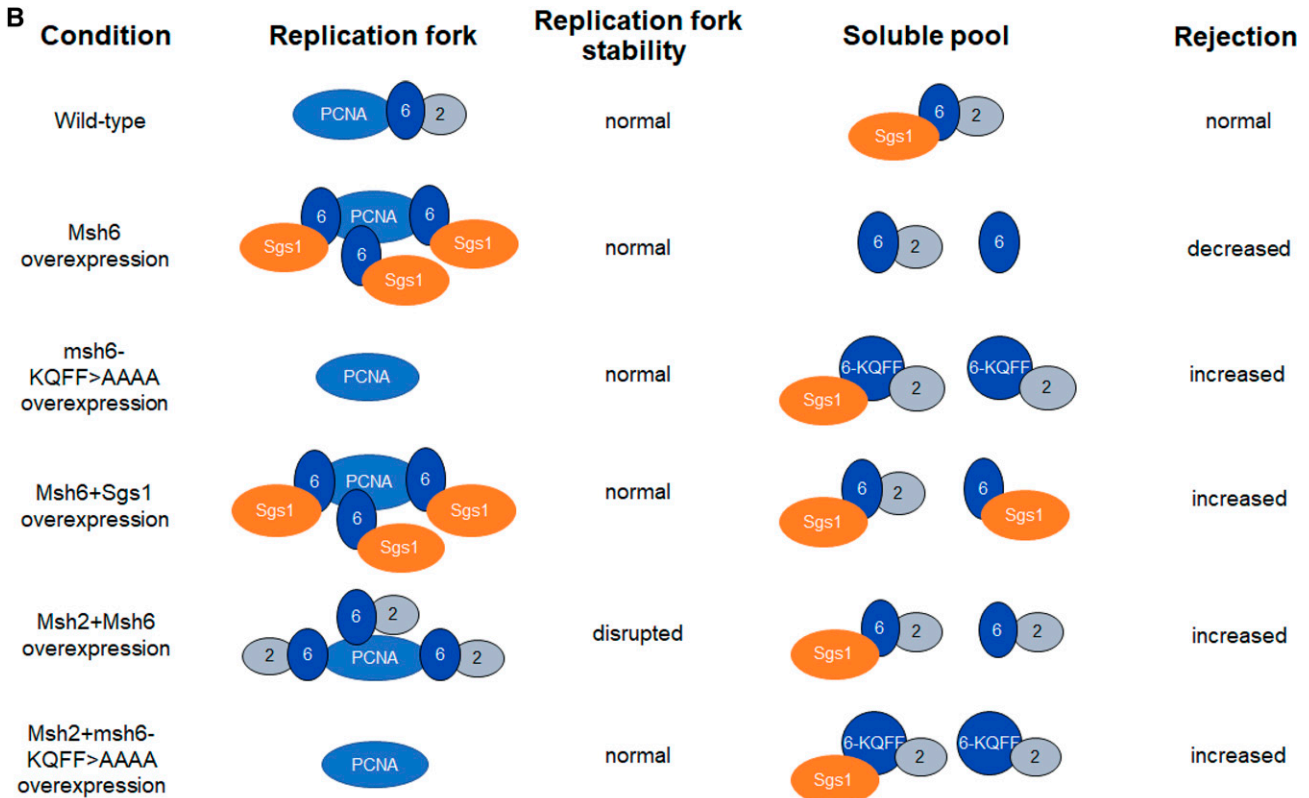 B
Condition
Replication fork
Replication fork
stability
Soluble pool
Rejection
Wild-type
PCNA
6
2
normal
Sgs1
6
2
normal
Msh6
overexpression
6
PCNA
6
Sgs1
6
Sgs1
Sgs1
normal
6
2
6
decreased
msh6-
KQFF>AAAA
overexpression
PCNA
normal
6-KQFF
2
Sgs1
6-KQFF
2
increased
Msh6+Sgs1
overexpression
6
PCNA
6
Sgs1
6
Sgs1
Sgs1
normal
6
2
Sgs1
6
Sgs1
increased
Msh2+Msh6
overexpression
6
2
2
6
PCNA
6
2
disrupted
6
2
Sgs1
6
2
increased
Msh2+msh6-
KQFF>AAAA
overexpression
PCNA
normal
6-KQFF
2
Sgs1
6-KQFF
2
increased